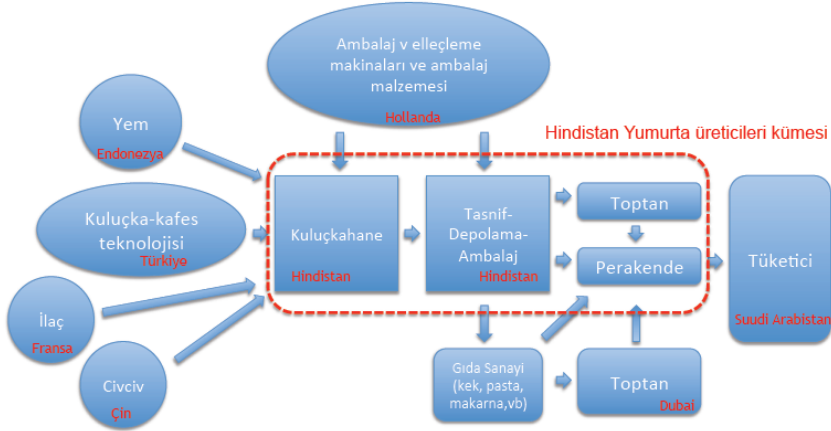 Ambalaj v elleçleme
makinaları ve ambalaj
malzemesi
Hollanda
Yem
Endonezya
Hindistan Yumurta üreticileri kümesi
Kuluçka-kafes
teknolojisi
Türkiye
Kuluçkahane
Hindistan
Tasnif-
Depolama-
Ambalaj
Hindistan
Toptan
Perakende
Tüketici
Suudi Arabistan
İlaç
Fransa
Civciv
Çin
Gıda Sanayi
(kek, pasta,
makarna,vb)
Toptan
Dubai